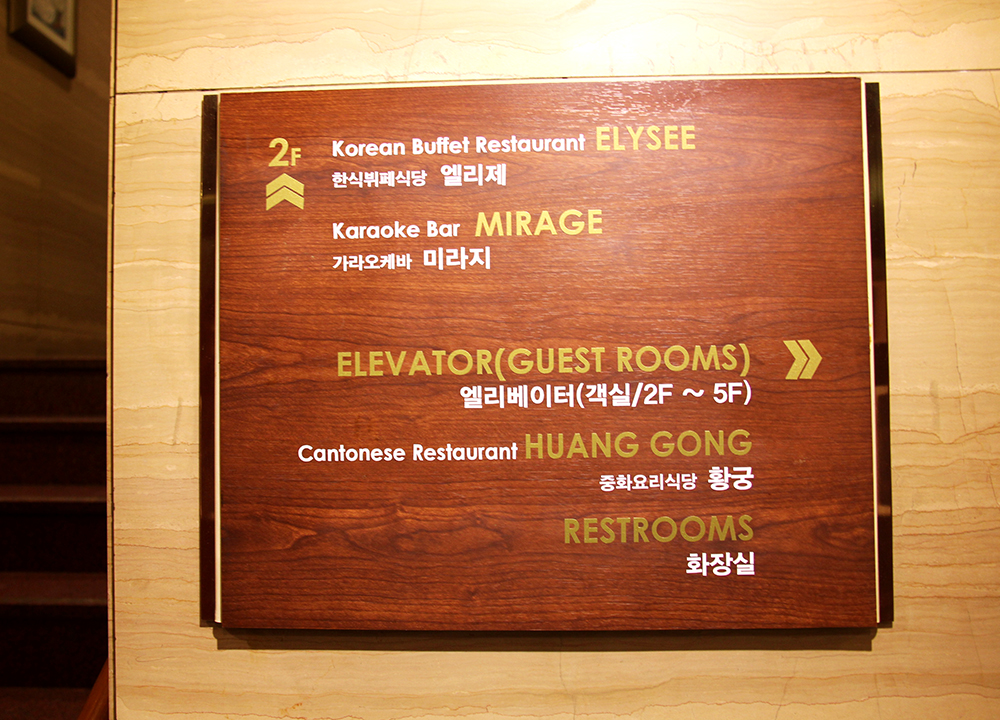 2F Korean Buffet Restaurant ELYSEE
한식뷔페식당 엘리제
Karaoke Bar MIRAGE
가라오케바 미라지
ELEVATOR(GUEST ROOMS)
엘리베이터(객실/2F ~ 5F)
Cantonese Restaurant HUANG GONG
중화요리식당 황궁
RESTROOMS
화장실